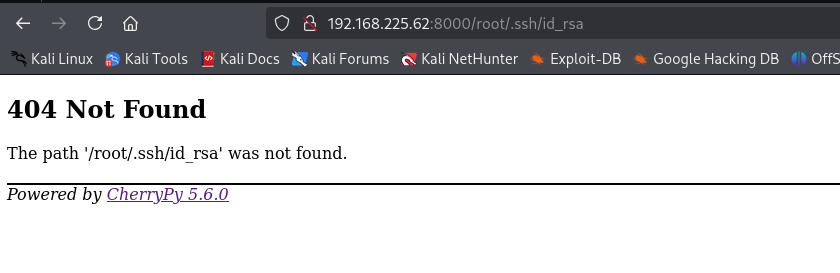 192.168.225.62:8000/root/.ssh/id_rsa
Kali Linux Kali Tools Kali Docs Kali Forums Kali NetHunter Exploit-DB Google Hacking DB OffS
404 Not Found
The path '/root/.ssh/id_rsa' was not found.
Powered by CherryPy 5.6.0